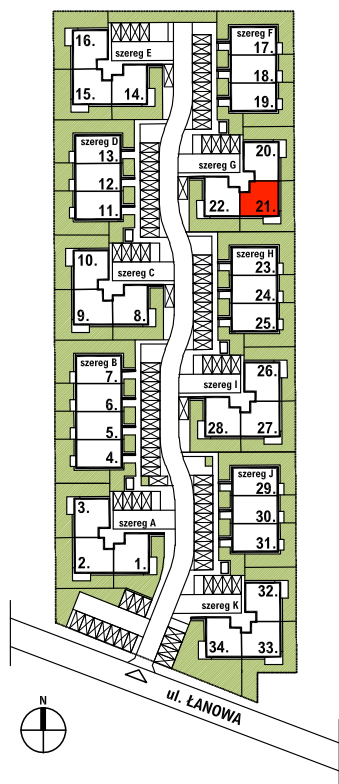 16.
szereg E
15.
14.
szereg F
17.
18.
19.
szereg D
13.
12.
11.
20.
szereg G
22.
21.
10.
szereg C
9.
8.
szereg H
23.
24.
25.
szereg B
7.
6.
5.
4.
26.
szereg I
28.
27.
3.
szereg A
2.
1.
szereg J
29.
30.
31.
32.
szereg K
34.
33.
ul. ŁANOWA
N